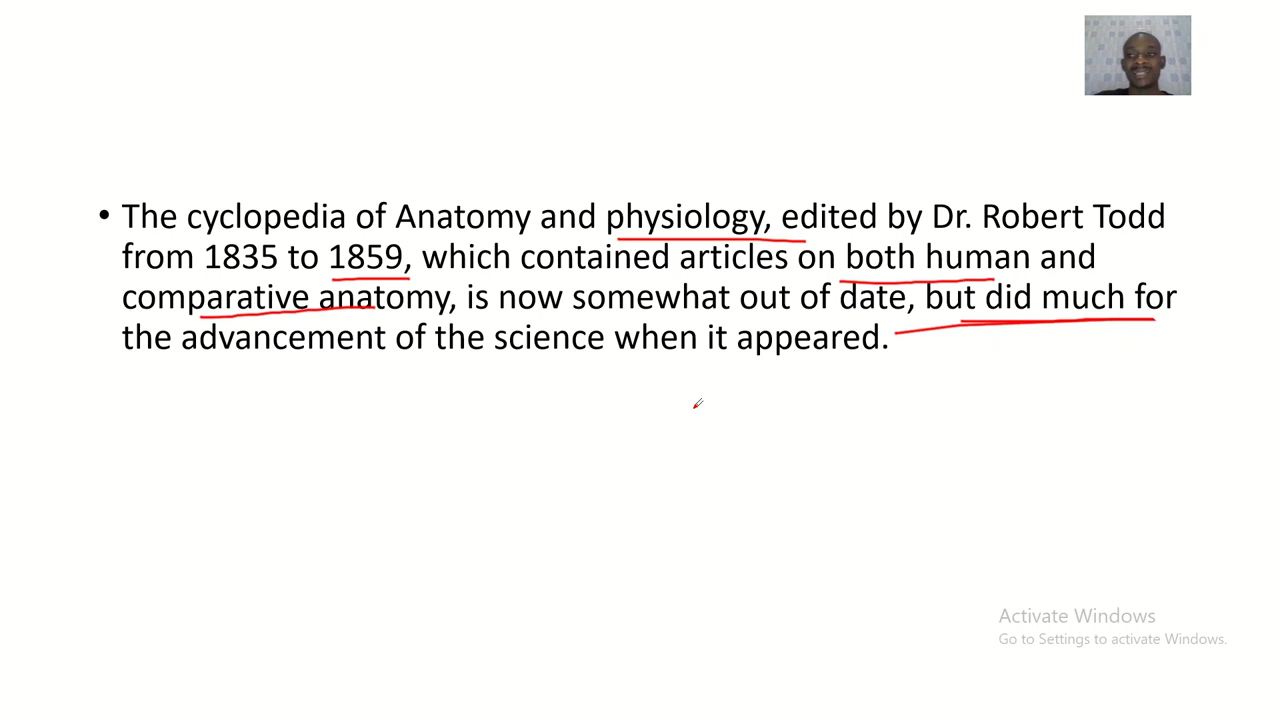 • The cyclopedia of Anatomy and physiology, edited by Dr. Robert Todd
from 1835 to 1859, which contained articles on both human and
comparative anatomy, is now somewhat out of date, but did much for
the advancement of the science when it appeared.
Activate Windows
Go to Settings to activate Windows.